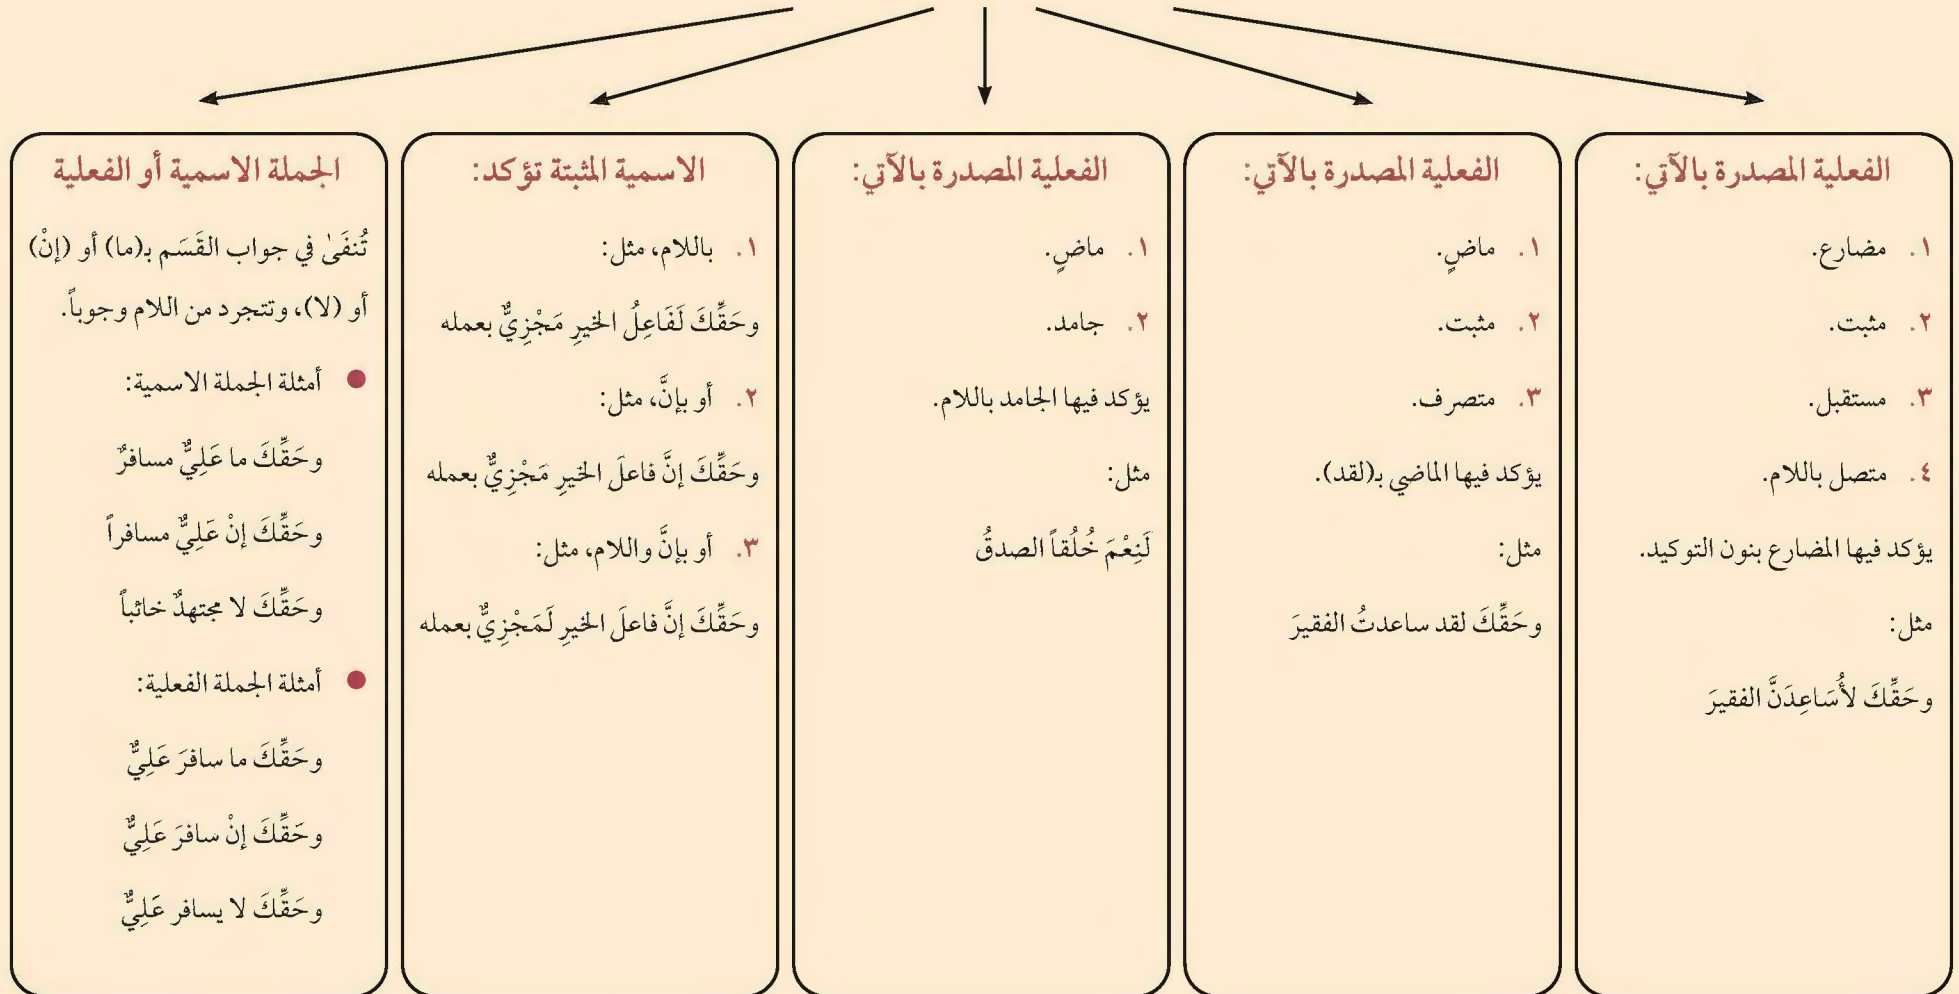 الفعلية المصدرة بالآتي:
١. مضارع.
٢. مثبت.
٣. مستقبل.
٤. متصل باللام.
يؤكد فيها المضارع بنون التوكيد.
مثل:
وحَقِّكَ لأُسَاعِدَنَّ الفقيرَ
الفعلية المصدرة بالآتي:
١. ماضٍ.
٢. مثبت.
٣. متصرف.
يؤكد فيها الماضي بـ(لقد).
مثل:
وحَقِّكَ لقد ساعدتُ الفقيرَ
الفعلية المصدرة بالآتي:
١. ماضٍ.
٢. جامد.
يؤكد فيها الجامد باللام.
مثل:
لَنِعْمَ خُلُقاً الصدقُ
الاسمية المثبتة تؤكد:
١. باللام، مثل:
وحَقِّكَ لَفَاعِلُ الخيرِ مَجْزِيٌّ بعمله
٢. أو بإنَّ، مثل:
وحَقِّكَ إنَّ فاعلَ الخيرِ مَجْزِيٌّ بعمله
٣. أو بإنَّ واللام، مثل:
وحَقِّكَ إنَّ فاعلَ الخيرِ لَمَجْزِيٌّ بعمله
الجملة الاسمية أو الفعلية
تُنفَىٰ في جواب القَسَم بـ(ما) أو (إنْ)
أو (لا)، وتتجرد من اللام وجوباً.
● أمثلة الجملة الاسمية:
وحَقِّكَ ما عَلِيٌّ مسافرٌ
وحَقِّكَ إنْ عَلِيٌّ مسافراً
وحَقِّكَ لا مجتهدٌ خائباً
● أمثلة الجملة الفعلية:
وحَقِّكَ ما سافرَ عَلِيٌّ
وحَقِّكَ إنْ سافرَ عَلِيٌّ
وحَقِّكَ لا يسافر عَلِيٌّ